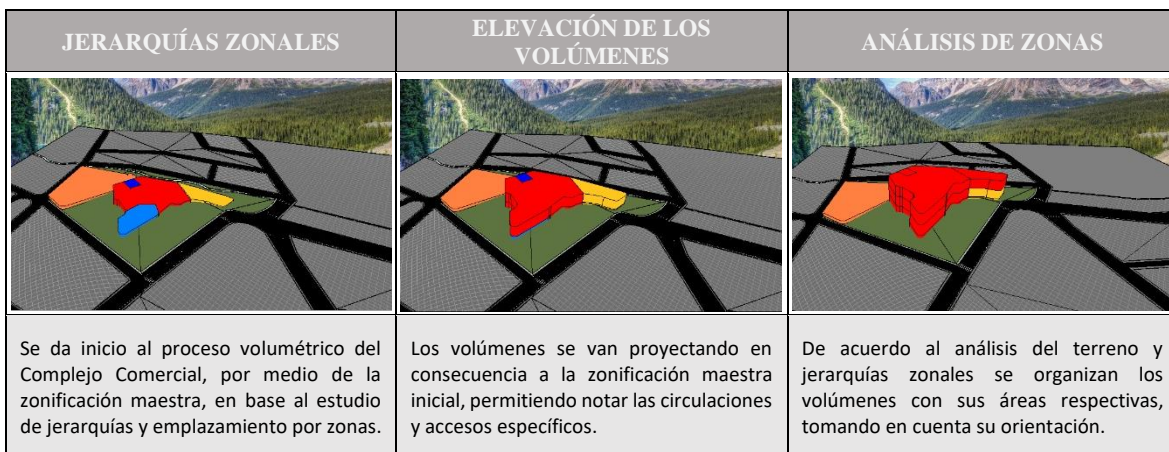 JERARQUÍAS ZONALES
ELEVACIÓN DE LOS
VOLÚMENES
ANÁLISIS DE ZONAS
Se da inicio al proceso volumétrico del
Complejo Comercial, por medio de la
zonificación maestra, en base al estudio
de jerarquías y emplazamiento por zonas.
Los volúmenes se van proyectando en
consecuencia a la zonificación maestra
inicial, permitiendo notar las circulaciones
y accesos específicos.
De acuerdo al análisis del terreno y
jerarquías zonales se organizan los
volúmenes con sus áreas respectivas,
tomando en cuenta su orientación.